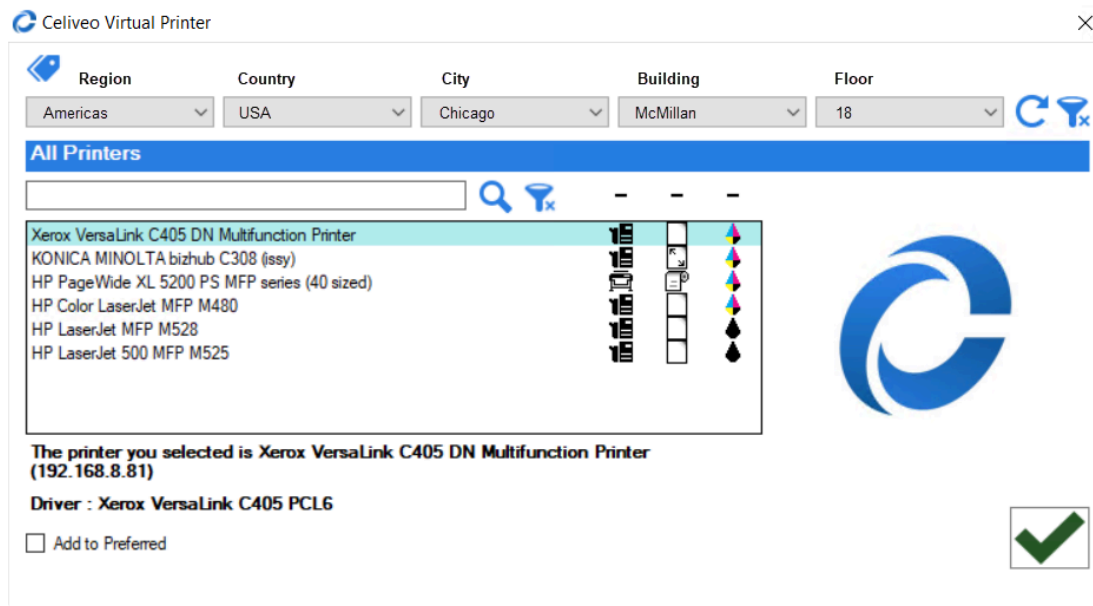 Celiveo Virtual Printer
Region Country City Building Floor
Americas USA Chicago McMillan 18
All Printers
Xerox VersaLink C405 DN Multifunction Printer
KONICA MINOLTA bizhub C308 (issy)
HP PageWide XL 5200 PS MFP series (40 sized)
HP Color LaserJet MFP M480
HP LaserJet MFP M528
HP LaserJet 500 MFP M525
The printer you selected is Xerox VersaLink C405 DN Multifunction Printer
(192.168.8.81)
Driver : Xerox VersaLink C405 PCL6
Add to Preferred